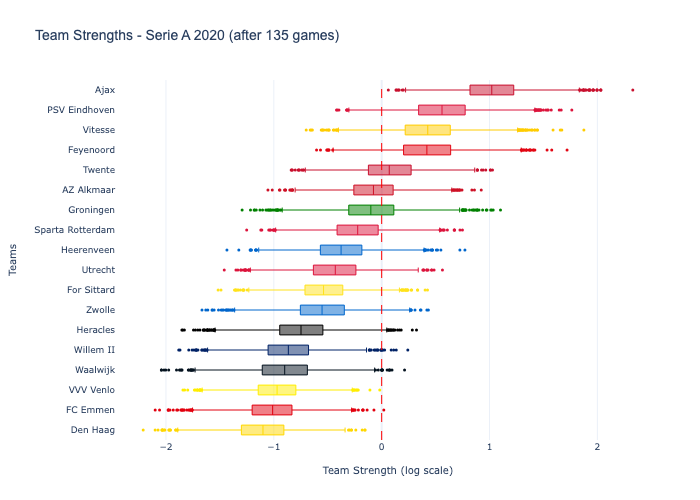 Team Strengths - Serie A 2020 (after 135 games)
Ajax
PSV Eindhoven
Vitesse
Feyenoord
Twente
AZ Alkmaar
Groningen
Sparta Rotterdam
Heerenveen
Utrecht
For Sittard
Zwolle
Heracles
Willem II
Waalwijk
VVV Venlo
FC Emmen
Den Haag
Teams
−2 −1 0 1 2
Team Strength (log scale)